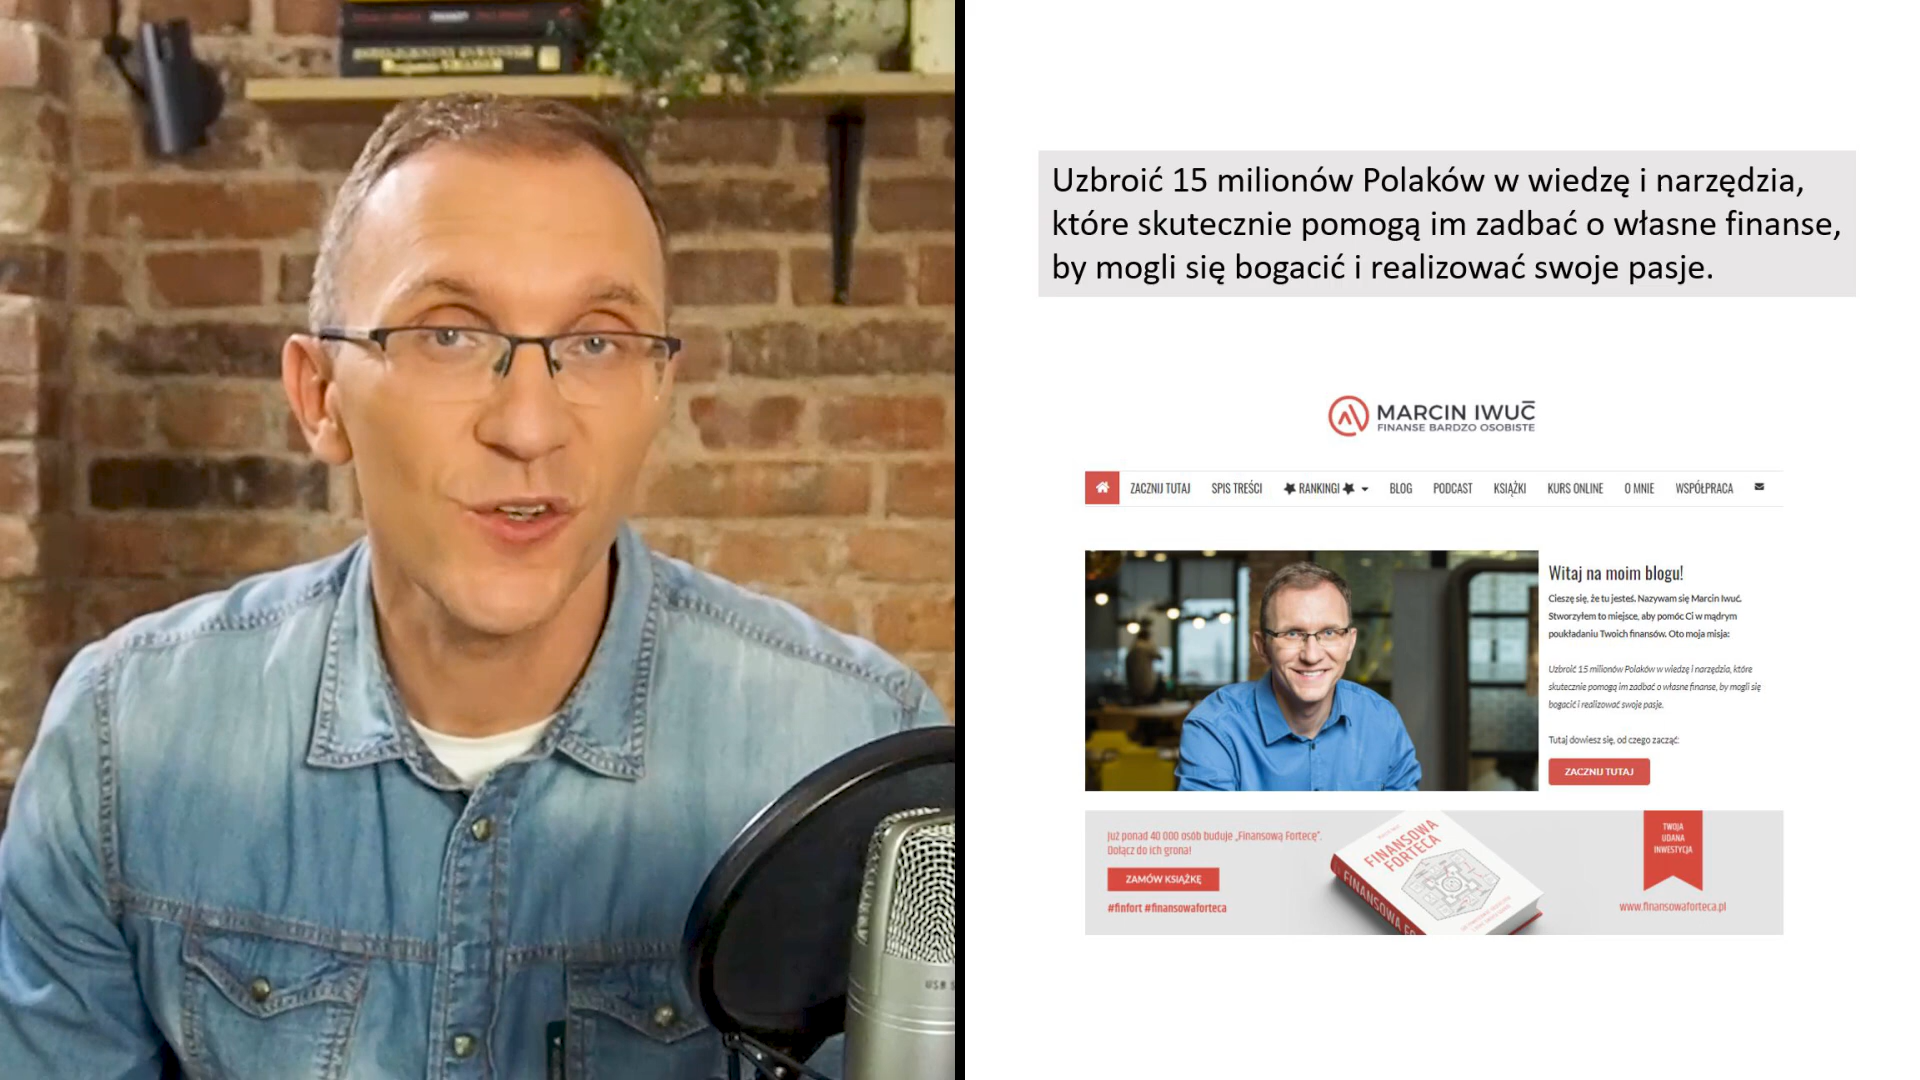 Uzbroić 15 milionów Polaków w wiedzę i narzędzia,
które skutecznie pomogą im zadbać o własne finanse,
by mogli się bogacić i realizować swoje pasje.
MARCIN IWUĆ
FINANSE BARDZO OSOBISTE
ZACZNIJ TUTAJ SPIS TREŚCI RANKINGI BLOG PODCAST KSIĄŻKI KURS ONLINE O MNIE WSPÓŁPRACA
Witaj na moim blogu!
Cieszę się, że tu jesteś. Nazywam się Marcin Iwuć.
Stworzyłem to miejsce, aby pomóc Ci w mądrym
poukładaniu Twoich finansów. Oto moja misja:
Uzbroić 15 milionów Polaków w wiedzę i narzędzia, które
skutecznie pomogą im zadbać o własne finanse, by mogli się
bogacić i realizować swoje pasje.
Tutaj dowiesz się, od czego zacząć:
ZACZNIJ TUTAJ
Już ponad 40 000 osób buduje „Finansową Fortecę".
Dołącz do ich grona!
ZAMÓW KSIĄŻKĘ
#finfort #finansowaforteca
FINANSOWA
FORTECA
FINANSOWA FO
TWOJA
UDANA
INWESTYCJA
www.finansowaforteca.pl
USB